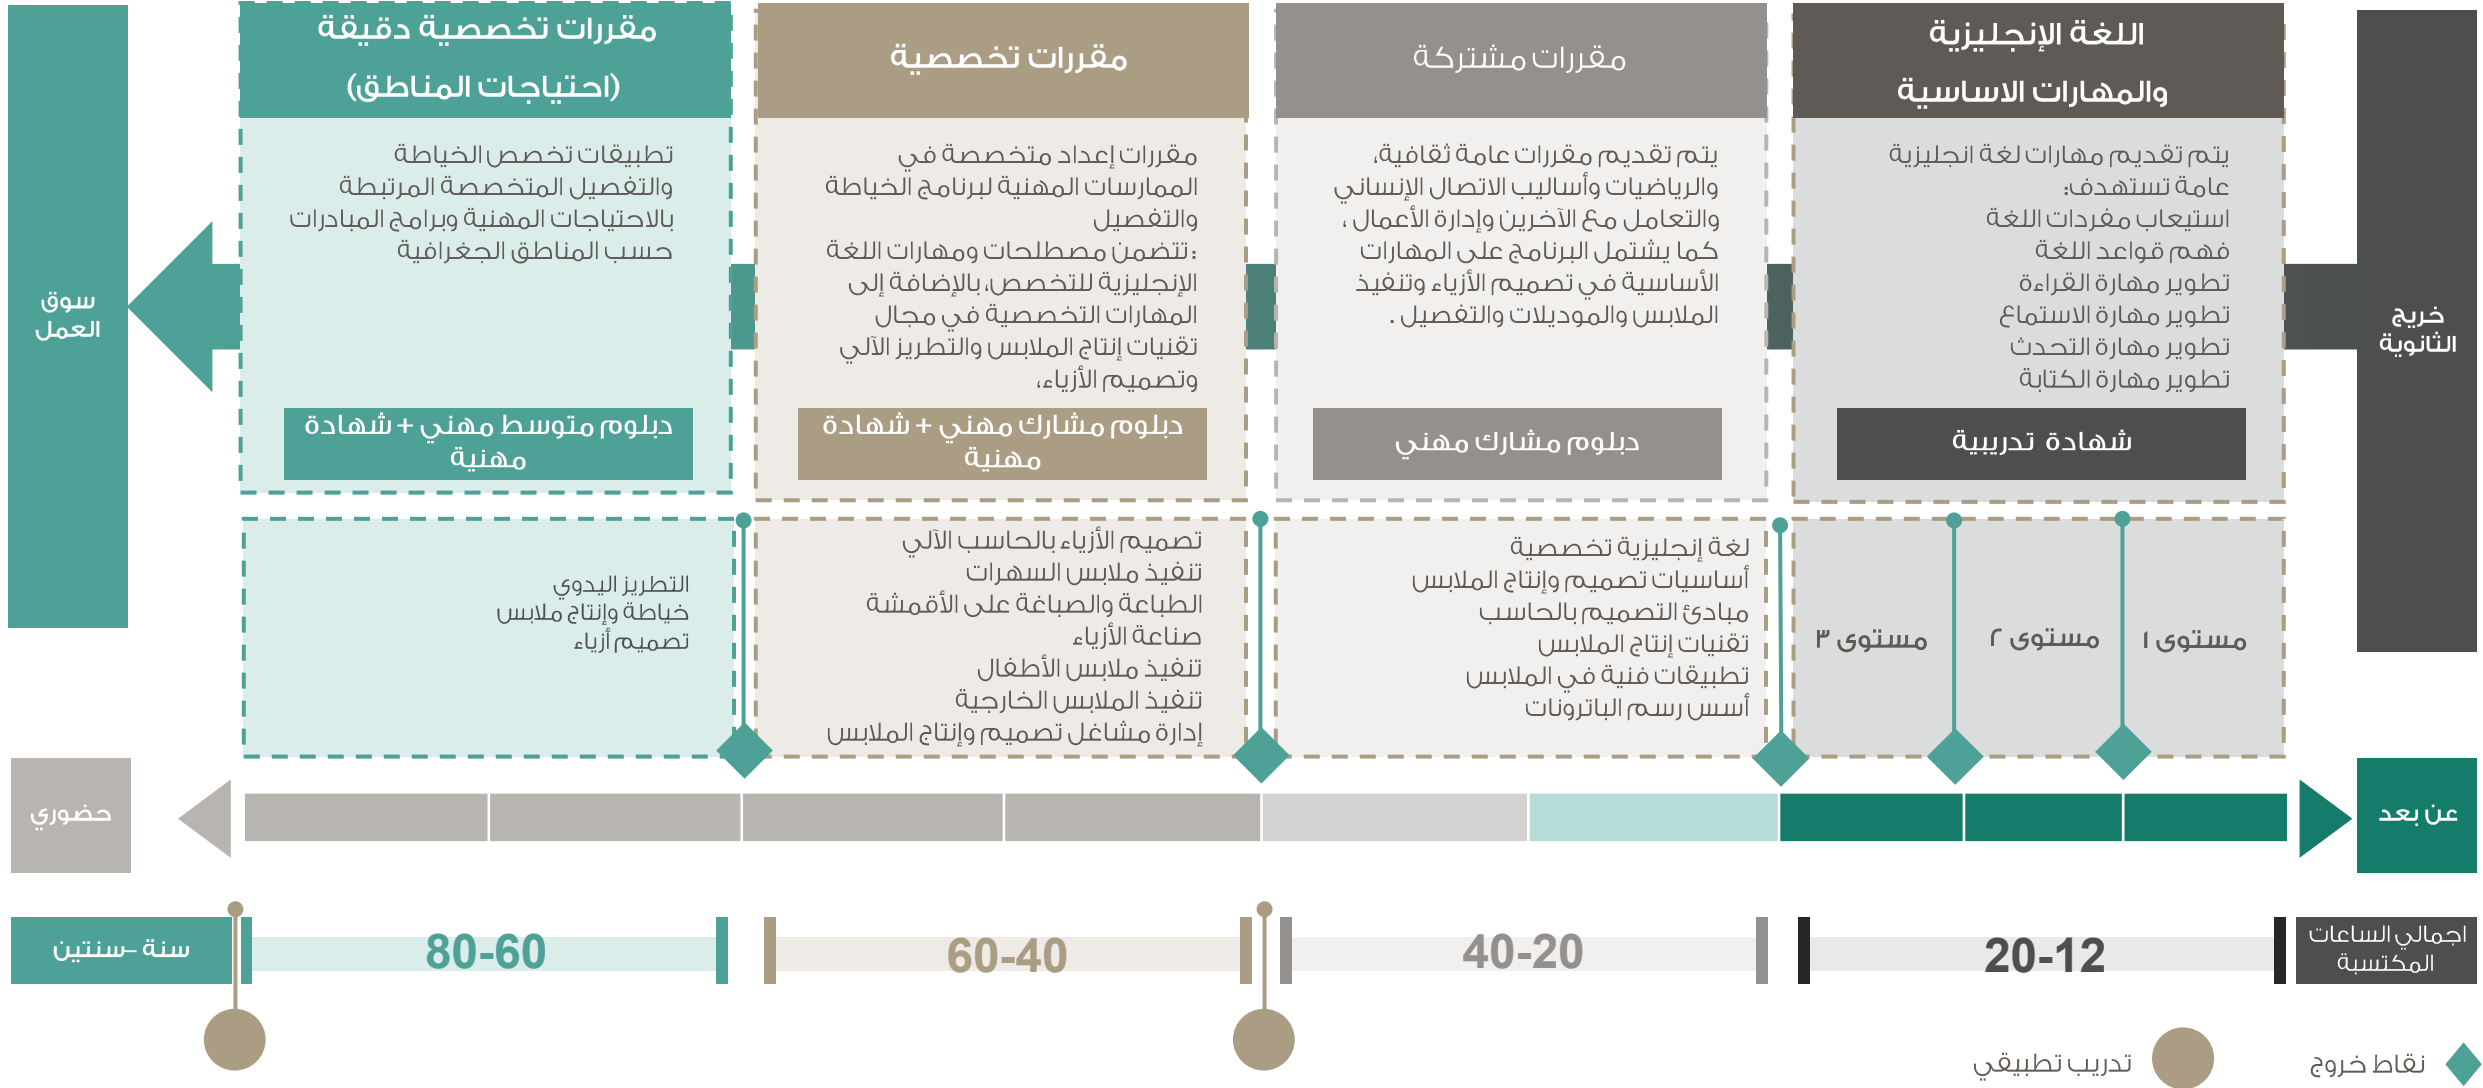 خريج
الثانوية
اللغة الإنجليزية
والمهارات الاساسية
يتم تقديم مهارات لغة انجليزية
عامة تستهدف:
استيعاب مفردات اللغة
فهم قواعد اللغة
تطوير مهارة القراءة
تطوير مهارة الاستماع
تطوير مهارة التحدث
تطوير مهارة الكتابة
شهادة تدريبية
مقررات مشتركة
يتم تقديم مقررات عامة ثقافية،
والرياضيات وأساليب الاتصال الإنساني
والتعامل مع الآخرين وإدارة الأعمال ،
كما يشتمل البرنامج على المهارات
الأساسية في تصميم الأزياء وتنفيذ
الملابس والموديلات والتفصيل .
دبلوم مشارك مهني
مقررات تخصصية
مقررات إعداد متخصصة في
الممارسات المهنية لبرنامج الخياطة
والتفصيل
: تتضمن مصطلحات ومهارات اللغة
الإنجليزية للتخصص، بالإضافة إلى
المهارات التخصصية في مجال
تقنيات إنتاج الملابس والتطريز الآلي
وتصميم الأزياء،
دبلوم مشارك مهني + شهادة
مهنية
مقررات تخصصية دقيقة
(احتياجات المناطق)
تطبيقات تخصص الخياطة
والتفصيل المتخصصة المرتبطة
بالاحتياجات المهنية وبرامج المبادرات
حسب المناطق الجغرافية
دبلوم متوسط مهني + شهادة
مهنية
سوق
العمل
مستوى ١
مستوى ٢
مستوى ٣
لغة إنجليزية تخصصية
أساسيات تصميم وإنتاج الملابس
مبادئ التصميم بالحاسب
تقنيات إنتاج الملابس
تطبيقات فنية في الملابس
أسس رسم الباترونات
تصميم الأزياء بالحاسب الآلي
تنفيذ ملابس السهرات
الطباعة والصباغة على الأقمشة
صناعة الأزياء
تنفيذ ملابس الأطفال
تنفيذ الملابس الخارجية
إدارة مشاغل تصميم وإنتاج الملابس
التطريز اليدوي
خياطة وإنتاج ملابس
تصميم أزياء
عن بعد
حضوري
اجمالي الساعات
المكتسبة
20-12
40-20
60-40
80-60
سنة –سنتين
نقاط خروج
تدريب تطبيقي